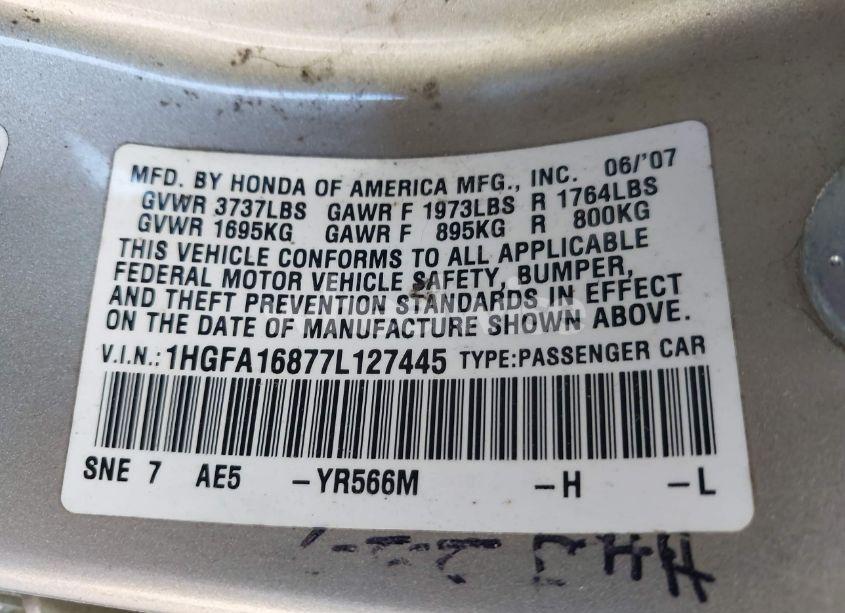 MFD. BY HONDA OF AMERICA MFG., INC. 06/'07
GVWR 3737LBS GAWR F 1973LBS R 1764LBS
GVWR 1695KG GAWR F 895KG R 800KG
THIS VEHICLE CONFORMS TO ALL APPLICABLE
FEDERAL MOTOR VEHICLE SAFETY, BUMPER,
AND THEFT PREVENTION STANDARDS IN EFFECT
ON THE DATE OF MANUFACTURE SHOWN ABOVE.
V.I.N.: 1HGFA16877L127445 TYPE:PASSENGER CAR
SNE 7 AE5 -YR566M -H -L